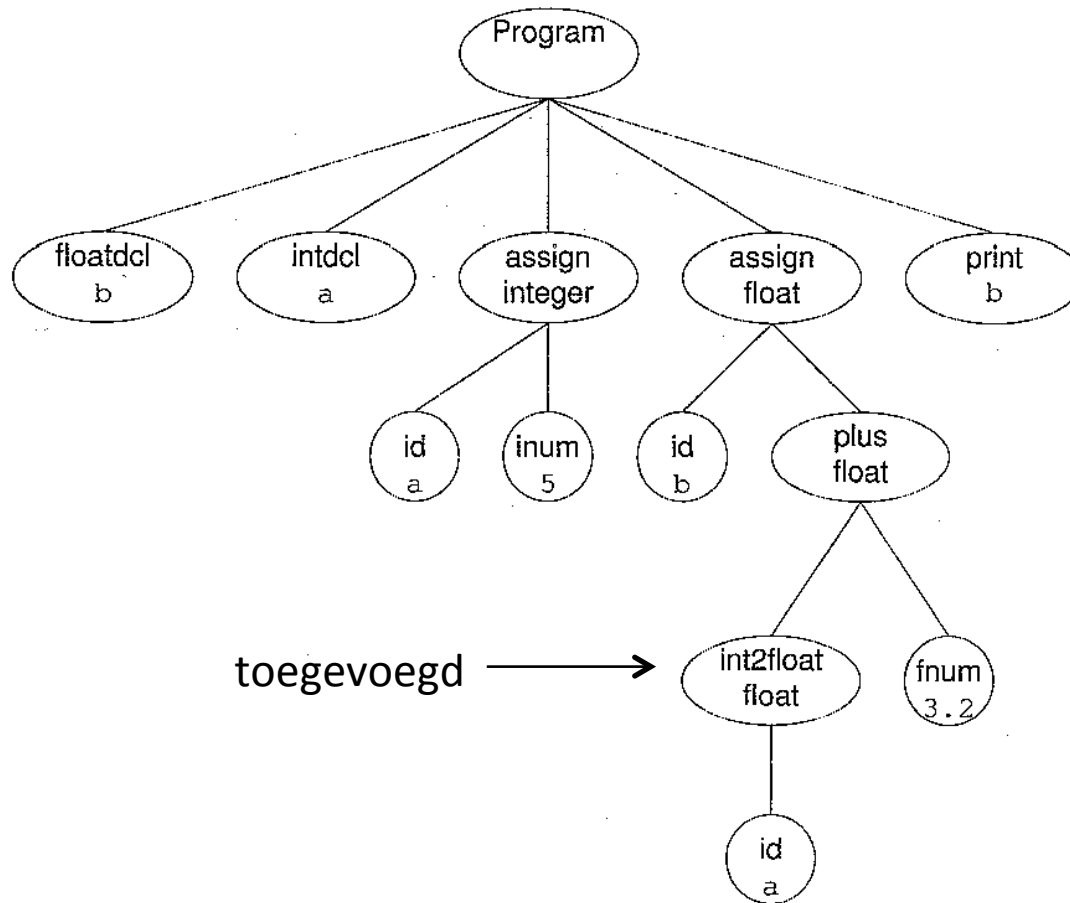 Program
floatdcl
b
intdcl
a
assign
integer
assign
float
print
b
id
a
inum
5
id
b
plus
float
toegevoegd
int2float
float
fnum
3.2
id
a